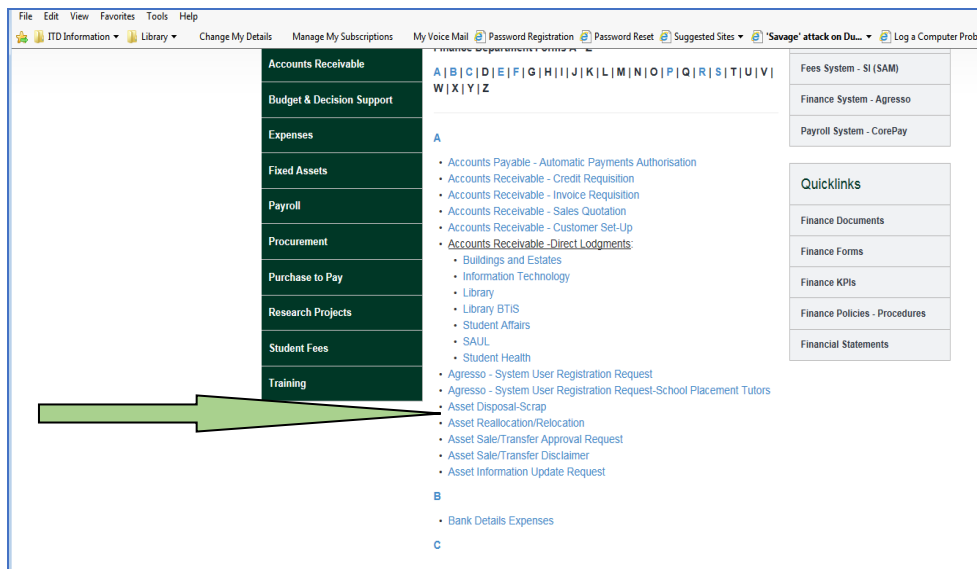 File Edit View Favorites Tools Help
ITD Information Library Change My Details Manage My Subscriptions My Voice Mail Password Registration Password Reset Suggested Sites 'Savage' attack on Du... Log a Computer Prob
Accounts Receivable
Budget & Decision Support
Expenses
Fixed Assets
Payroll
Procurement
Purchase to Pay
Research Projects
Student Fees
Training
Finance Department Forms A - Z
A | B | C | D | E | F | G | H | I | J | K | L | M | N | O | P | Q | R | S | T | U | V |
W | X | Y | Z
A
• Accounts Payable - Automatic Payments Authorisation
• Accounts Receivable - Credit Requisition
• Accounts Receivable - Invoice Requisition
• Accounts Receivable - Sales Quotation
• Accounts Receivable - Customer Set-Up
• Accounts Receivable -Direct Lodgments:
• Buildings and Estates
• Information Technology
• Library
• Library BTiS
• Student Affairs
• SAUL
• Student Health
• Agresso - System User Registration Request
• Agresso - System User Registration Request-School Placement Tutors
• Asset Disposal-Scrap
• Asset Reallocation/Relocation
• Asset Sale/Transfer Approval Request
• Asset Sale/Transfer Disclaimer
• Asset Information Update Request
B
• Bank Details Expenses
C
Fees System - SI (SAM)
Finance System - Agresso
Payroll System - CorePay
Quicklinks
Finance Documents
Finance Forms
Finance KPIs
Finance Policies - Procedures
Financial Statements